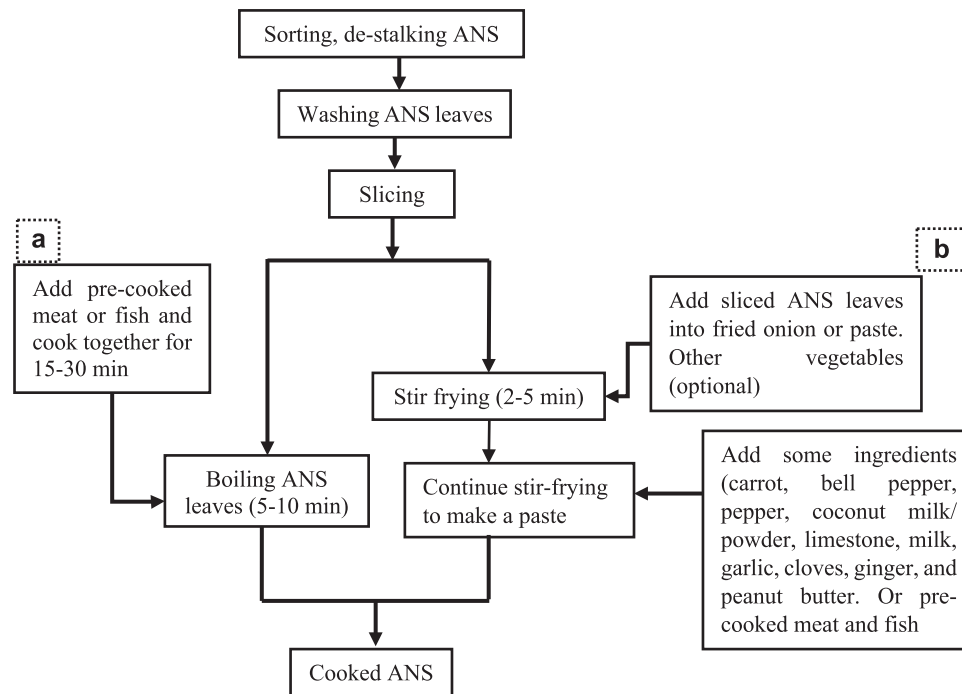 Sorting, de-stalking ANS
Washing ANS leaves
Slicing
a
Add pre-cooked
meat or fish and
cook together for
15-30 min
b
Add sliced ANS leaves
into fried onion or paste.
Other vegetables
(optional)
Stir frying (2-5 min)
Boiling ANS
leaves (5-10 min)
Continue stir-frying
to make a paste
Add some ingredients
(carrot, bell pepper,
pepper, coconut milk/
powder, limestone, milk,
garlic, cloves, ginger, and
peanut butter. Or pre-
cooked meat and fish
Cooked ANS